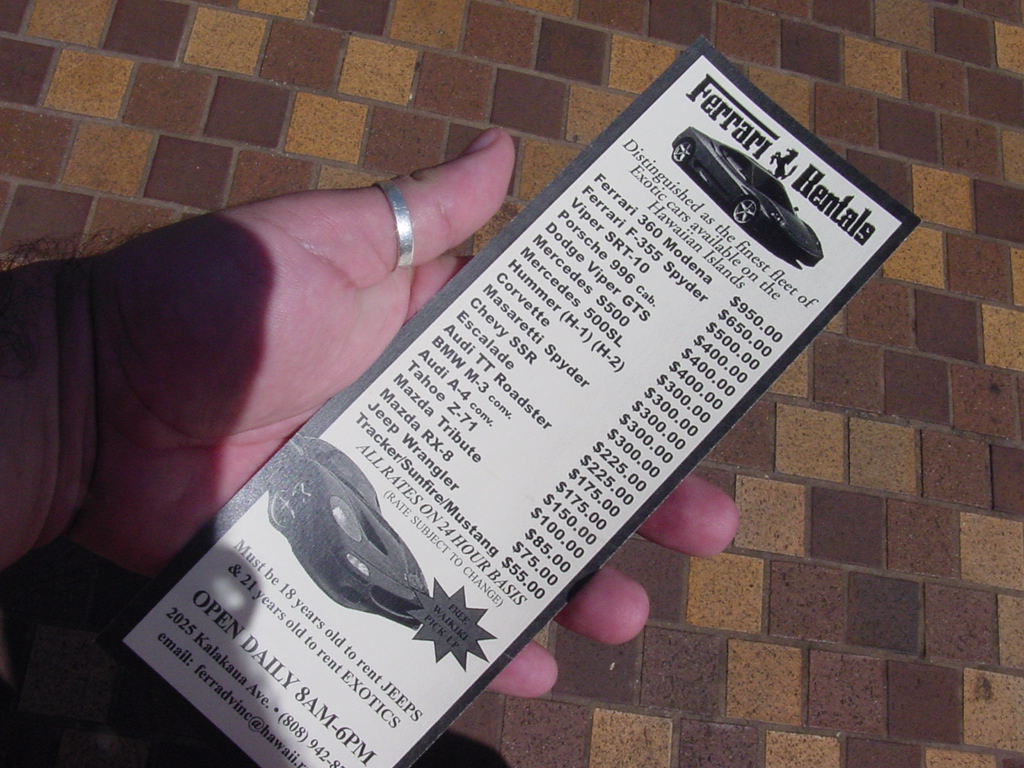 Ferrari Rentals
Distinguished as the finest fleet of
Exotic cars available on the
Hawaiian Islands
Ferrari 360 Modena $950.00
Ferrari F-355 Spyder $650.00
Viper SRT-10 $500.00
Porsche 996 Cab. $400.00
Dodge Viper GTS $400.00
Mercedes S500 $400.00
Mercedes 500SL $300.00
Hummer (H-1) (H-2) $300.00
Corvette $300.00
Masaretti Spyder $300.00
Chevy SSR $300.00
Escalade $225.00
Audi TT Roadster $225.00
BMW M-3 conv. $175.00
Audi A-4 conv. $175.00
Tahoe Z-71 $150.00
Mazda Tribute $100.00
Mazda RX-8 $85.00
Jeep Wrangler $75.00
Tracker/Sunfire/Mustang $55.00
ALL RATES ON 24 HOUR BASIS
(RATE SUBJECT TO CHANGE)
FREE
WAIKIKI
PICK-UP
Must be 18 years old to rent JEEPS
& 21 years old to rent EXOTICS
OPEN DAILY 8AM-6PM
2025 Kalakaua Ave. • (808) 942-8
email: ferradvinc@hawaii.